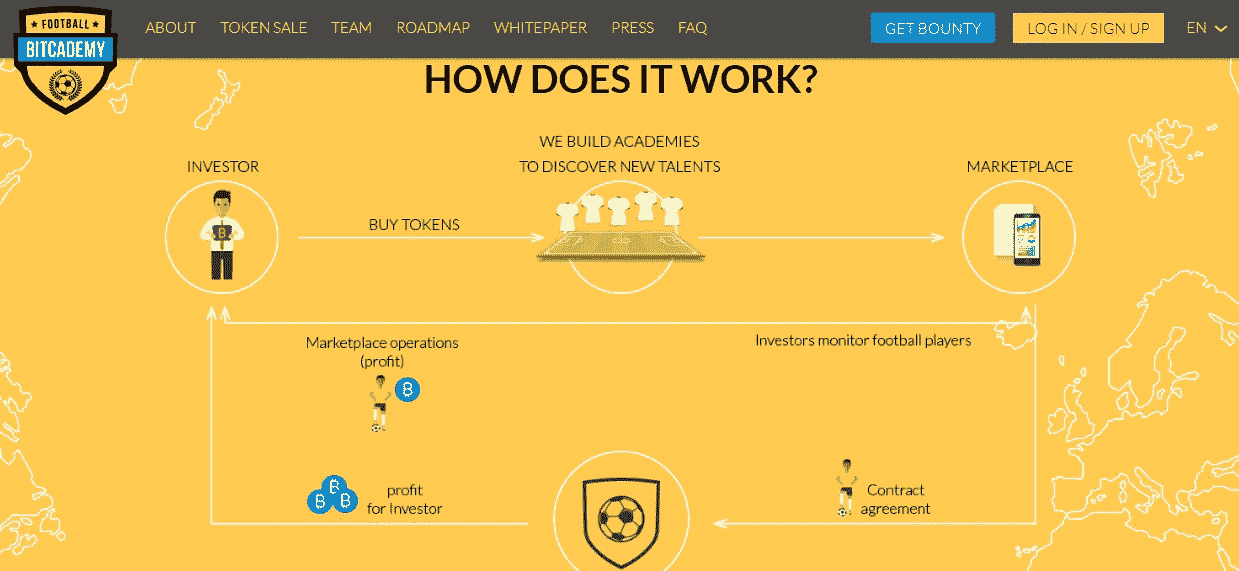 FOOTBALL
BITCADEMY
ABOUT TOKEN SALE TEAM ROADMAP WHITEPAPER PRESS FAQ GET BOUNTY LOG IN / SIGN UP EN
HOW DOES IT WORK?
WE BUILD ACADEMIES
TO DISCOVER NEW TALENTS
INVESTOR
MARKETPLACE
BUY TOKENS
Marketplace operations
(profit)
Investors monitor football players
profit
for Investor
Contract
agreement